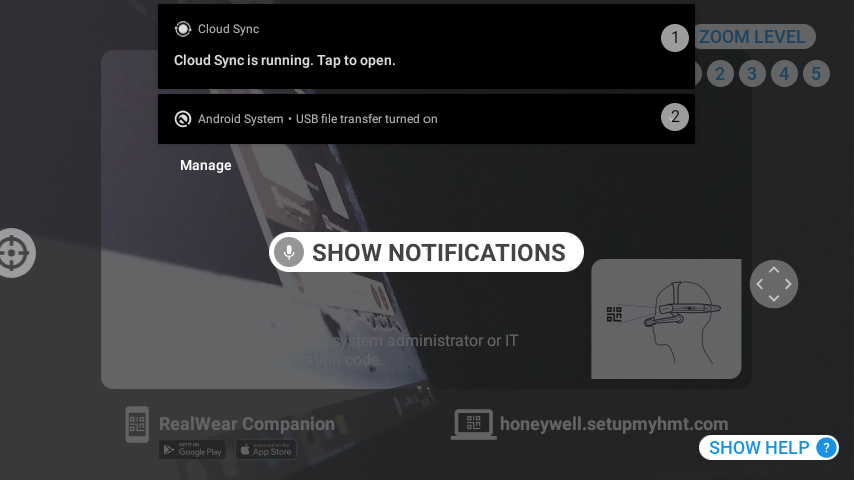 Cloud Sync
1
ZOOM LEVEL
Cloud Sync is running. Tap to open.
2 3 4 5
Android System • USB file transfer turned on
2
Manage
SHOW NOTIFICATIONS
system administrator or IT
code.
RealWear Companion
honeywell.setupmyhmt.com
GET IT ON
Google Play
Download on the
App Store
SHOW HELP ?